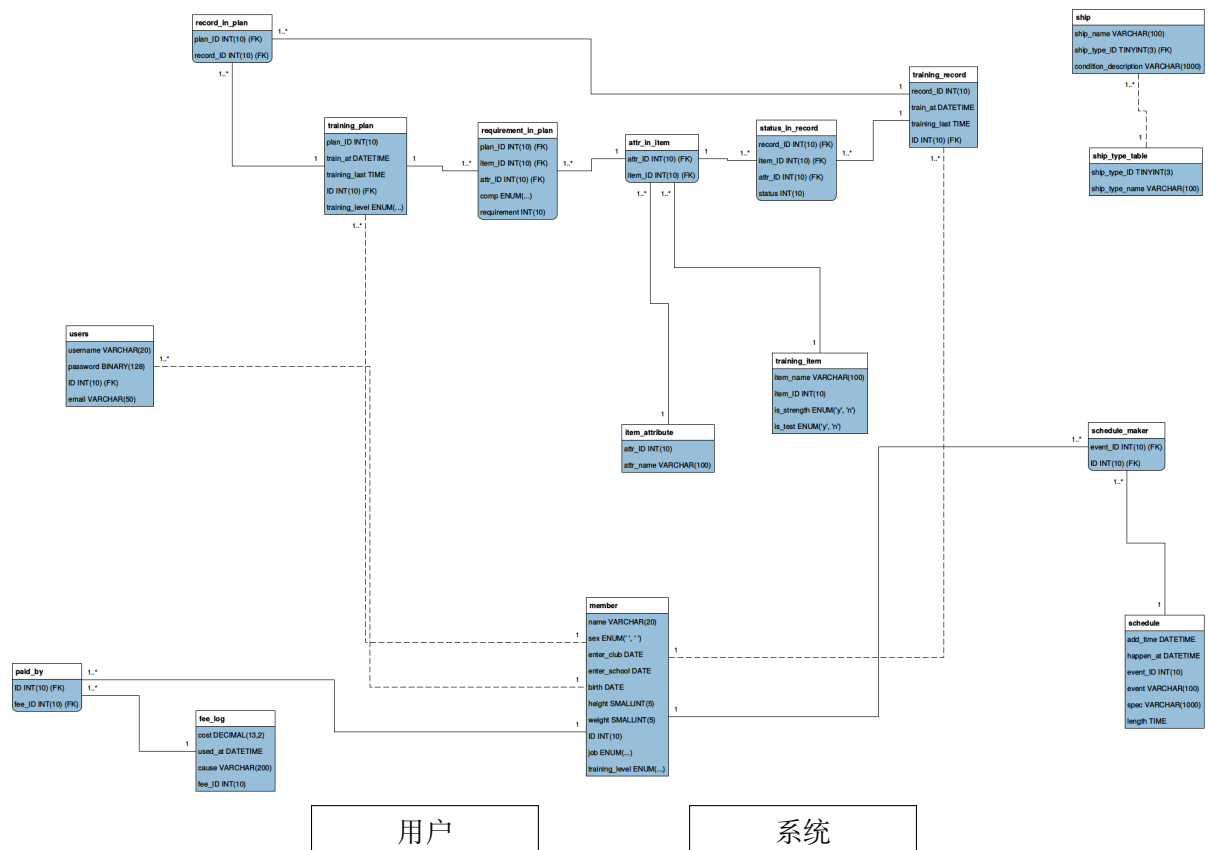 record_in_plan
plan_ID INT(10) (FK)
record_ID INT(10) (FK)
1..*
1..*
ship
ship_name VARCHAR(100)
ship_type_ID TINYINT(3) (FK)
condition_description VARCHAR(1000)
1..*
1
ship_type_table
ship_type_ID TINYINT(3)
ship_type_name VARCHAR(100)
training_record
record_ID INT(10)
train_at DATETIME
training_last TIME
ID INT(10) (FK)
1
1
1..*
training_plan
plan_ID INT(10)
train_at DATETIME
training_last TIME
ID INT(10) (FK)
training_level ENUM(...)
1
1
1..*
requirement_in_plan
plan_ID INT(10) (FK)
item_ID INT(10) (FK)
attr_ID INT(10) (FK)
comp ENUM(...)
requirement INT(10)
1..*
1..*
attr_in_item
attr_ID INT(10) (FK)
item_ID INT(10) (FK)
1
1
1..*
1..*
status_in_record
record_ID INT(10) (FK)
item_ID INT(10) (FK)
attr_ID INT(10) (FK)
status INT(10)
1..*
1..*
users
username VARCHAR(20)
password BINARY(128)
ID INT(10) (FK)
email VARCHAR(50)
1..*
1
training_item
item_name VARCHAR(100)
item_ID INT(10)
is_strength ENUM('y', 'n')
is_test ENUM('y', 'n')
1
item_attribute
attr_ID INT(10)
attr_name VARCHAR(100)
schedule_maker
event_ID INT(10) (FK)
ID INT(10) (FK)
1..*
1..*
member
name VARCHAR(20)
sex ENUM(' ', ' ')
enter_club DATE
enter_school DATE
birth DATE
height SMALLINT(5)
weight SMALLINT(5)
ID INT(10)
job ENUM(...)
training_level ENUM(...)
1
1
1
1
1
1
schedule
add_time DATETIME
happen_at DATETIME
event_ID INT(10)
event VARCHAR(100)
spec VARCHAR(1000)
length TIME
paid_by
ID INT(10) (FK)
fee_ID INT(10) (FK)
1..*
1..*
1
fee_log
cost DECIMAL(13,2)
used_at DATETIME
cause VARCHAR(200)
fee_ID INT(10)
用户
系统